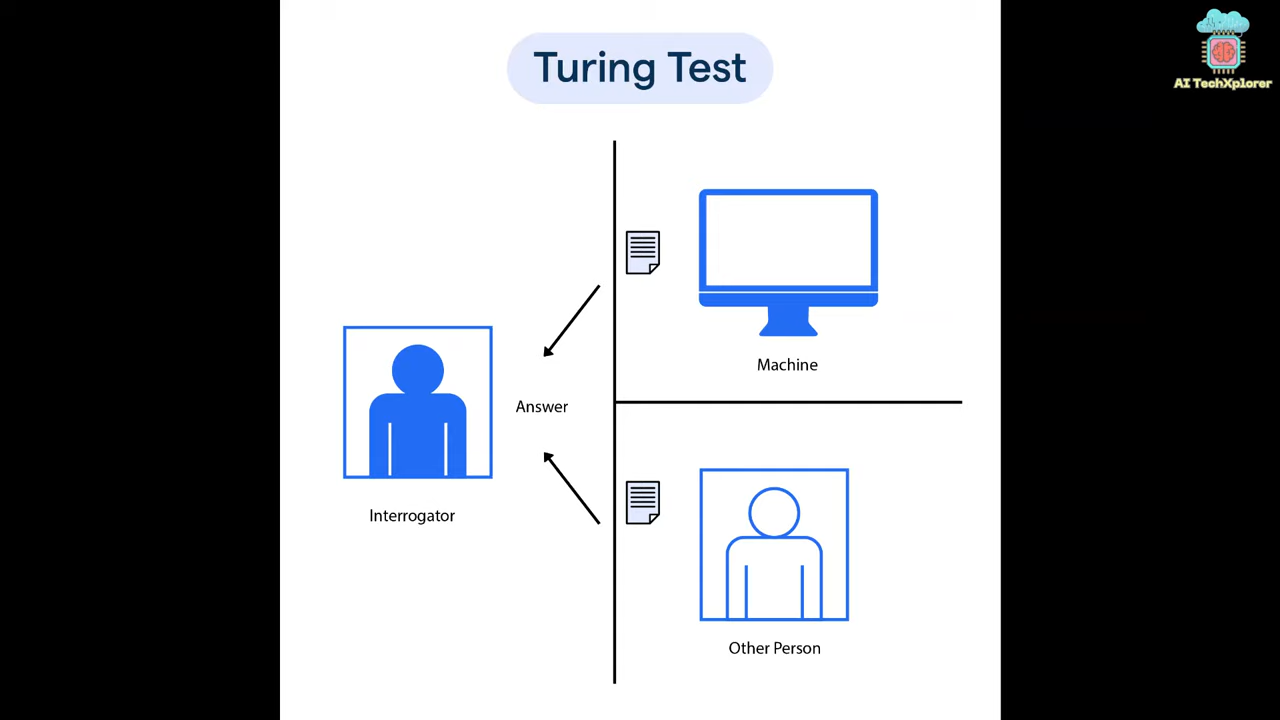 Turing Test
AI TechXplorer
Machine
Answer
Interrogator
Other Person